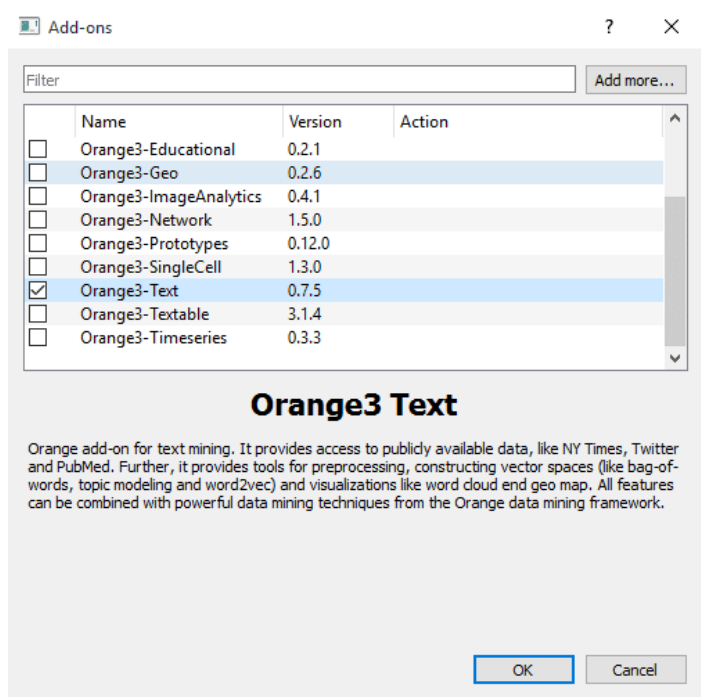 Add-ons ? ×
Filter Add more...
Name Version Action
Orange3-Educational 0.2.1
Orange3-Geo 0.2.6
Orange3-ImageAnalytics 0.4.1
Orange3-Network 1.5.0
Orange3-Prototypes 0.12.0
Orange3-SingleCell 1.3.0
Orange3-Text 0.7.5
Orange3-Textable 3.1.4
Orange3-Timeseries 0.3.3
Orange3 Text
Orange add-on for text mining. It provides access to publicly available data, like NY Times, Twitter
and PubMed. Further, it provides tools for preprocessing, constructing vector spaces (like bag-of-
words, topic modeling and word2vec) and visualizations like word cloud end geo map. All features
can be combined with powerful data mining techniques from the Orange data mining framework.
OK Cancel